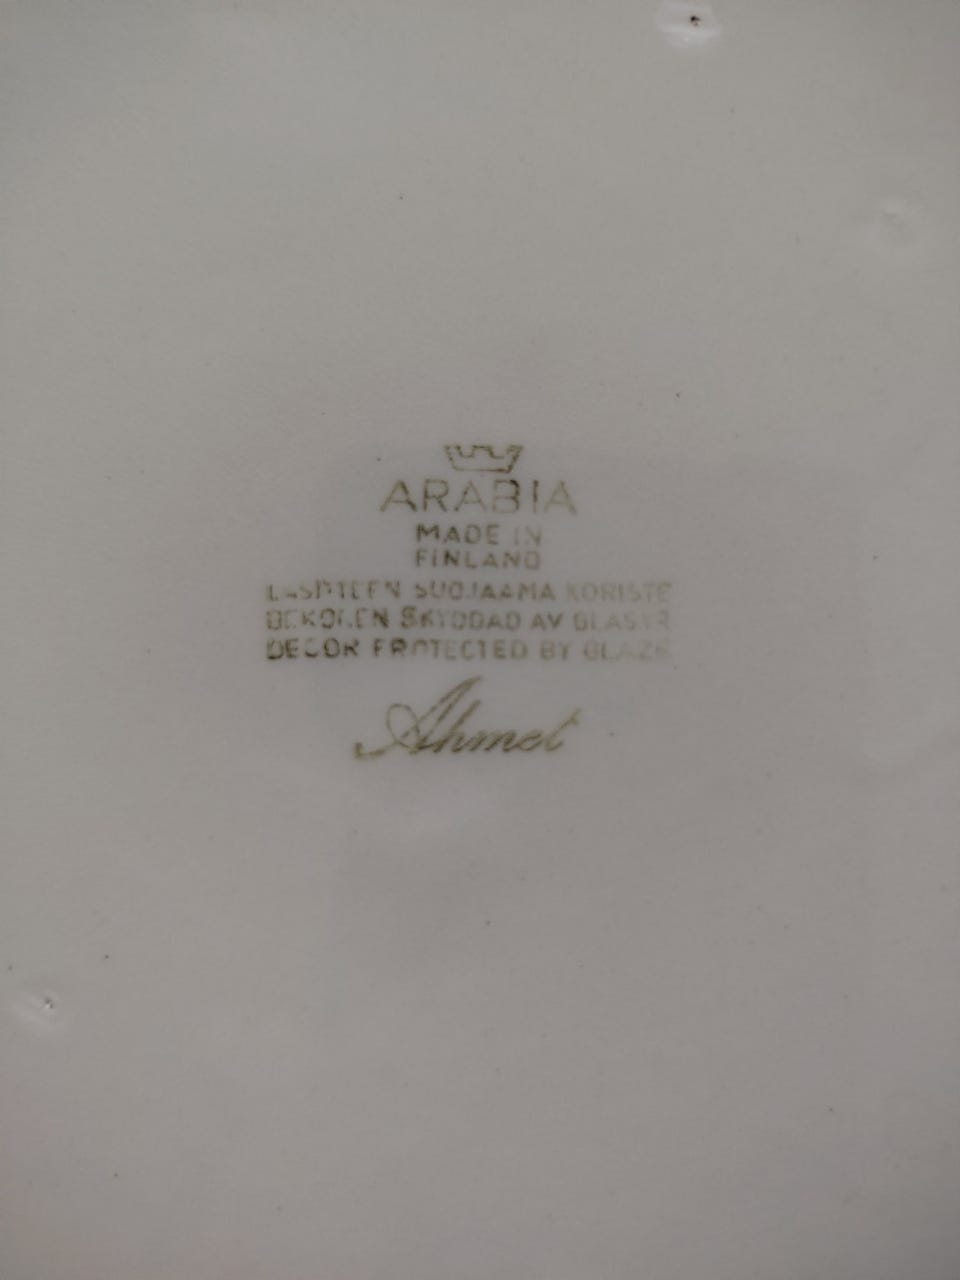 ARABIA
MADE IN
FINLAND
LASITTEEN SUOJAAMA KORISTE
DEKOREN SKYDDAD AV GLASYR
DECOR PROTECTED BY GLAZE
Ahmet